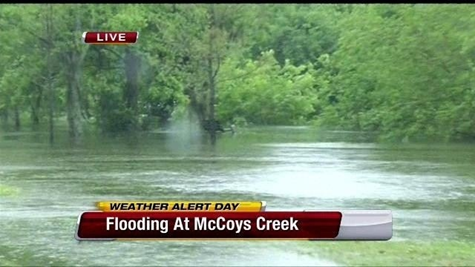 LIVE
WEATHER ALERT DAY
Flooding At McCoys Creek